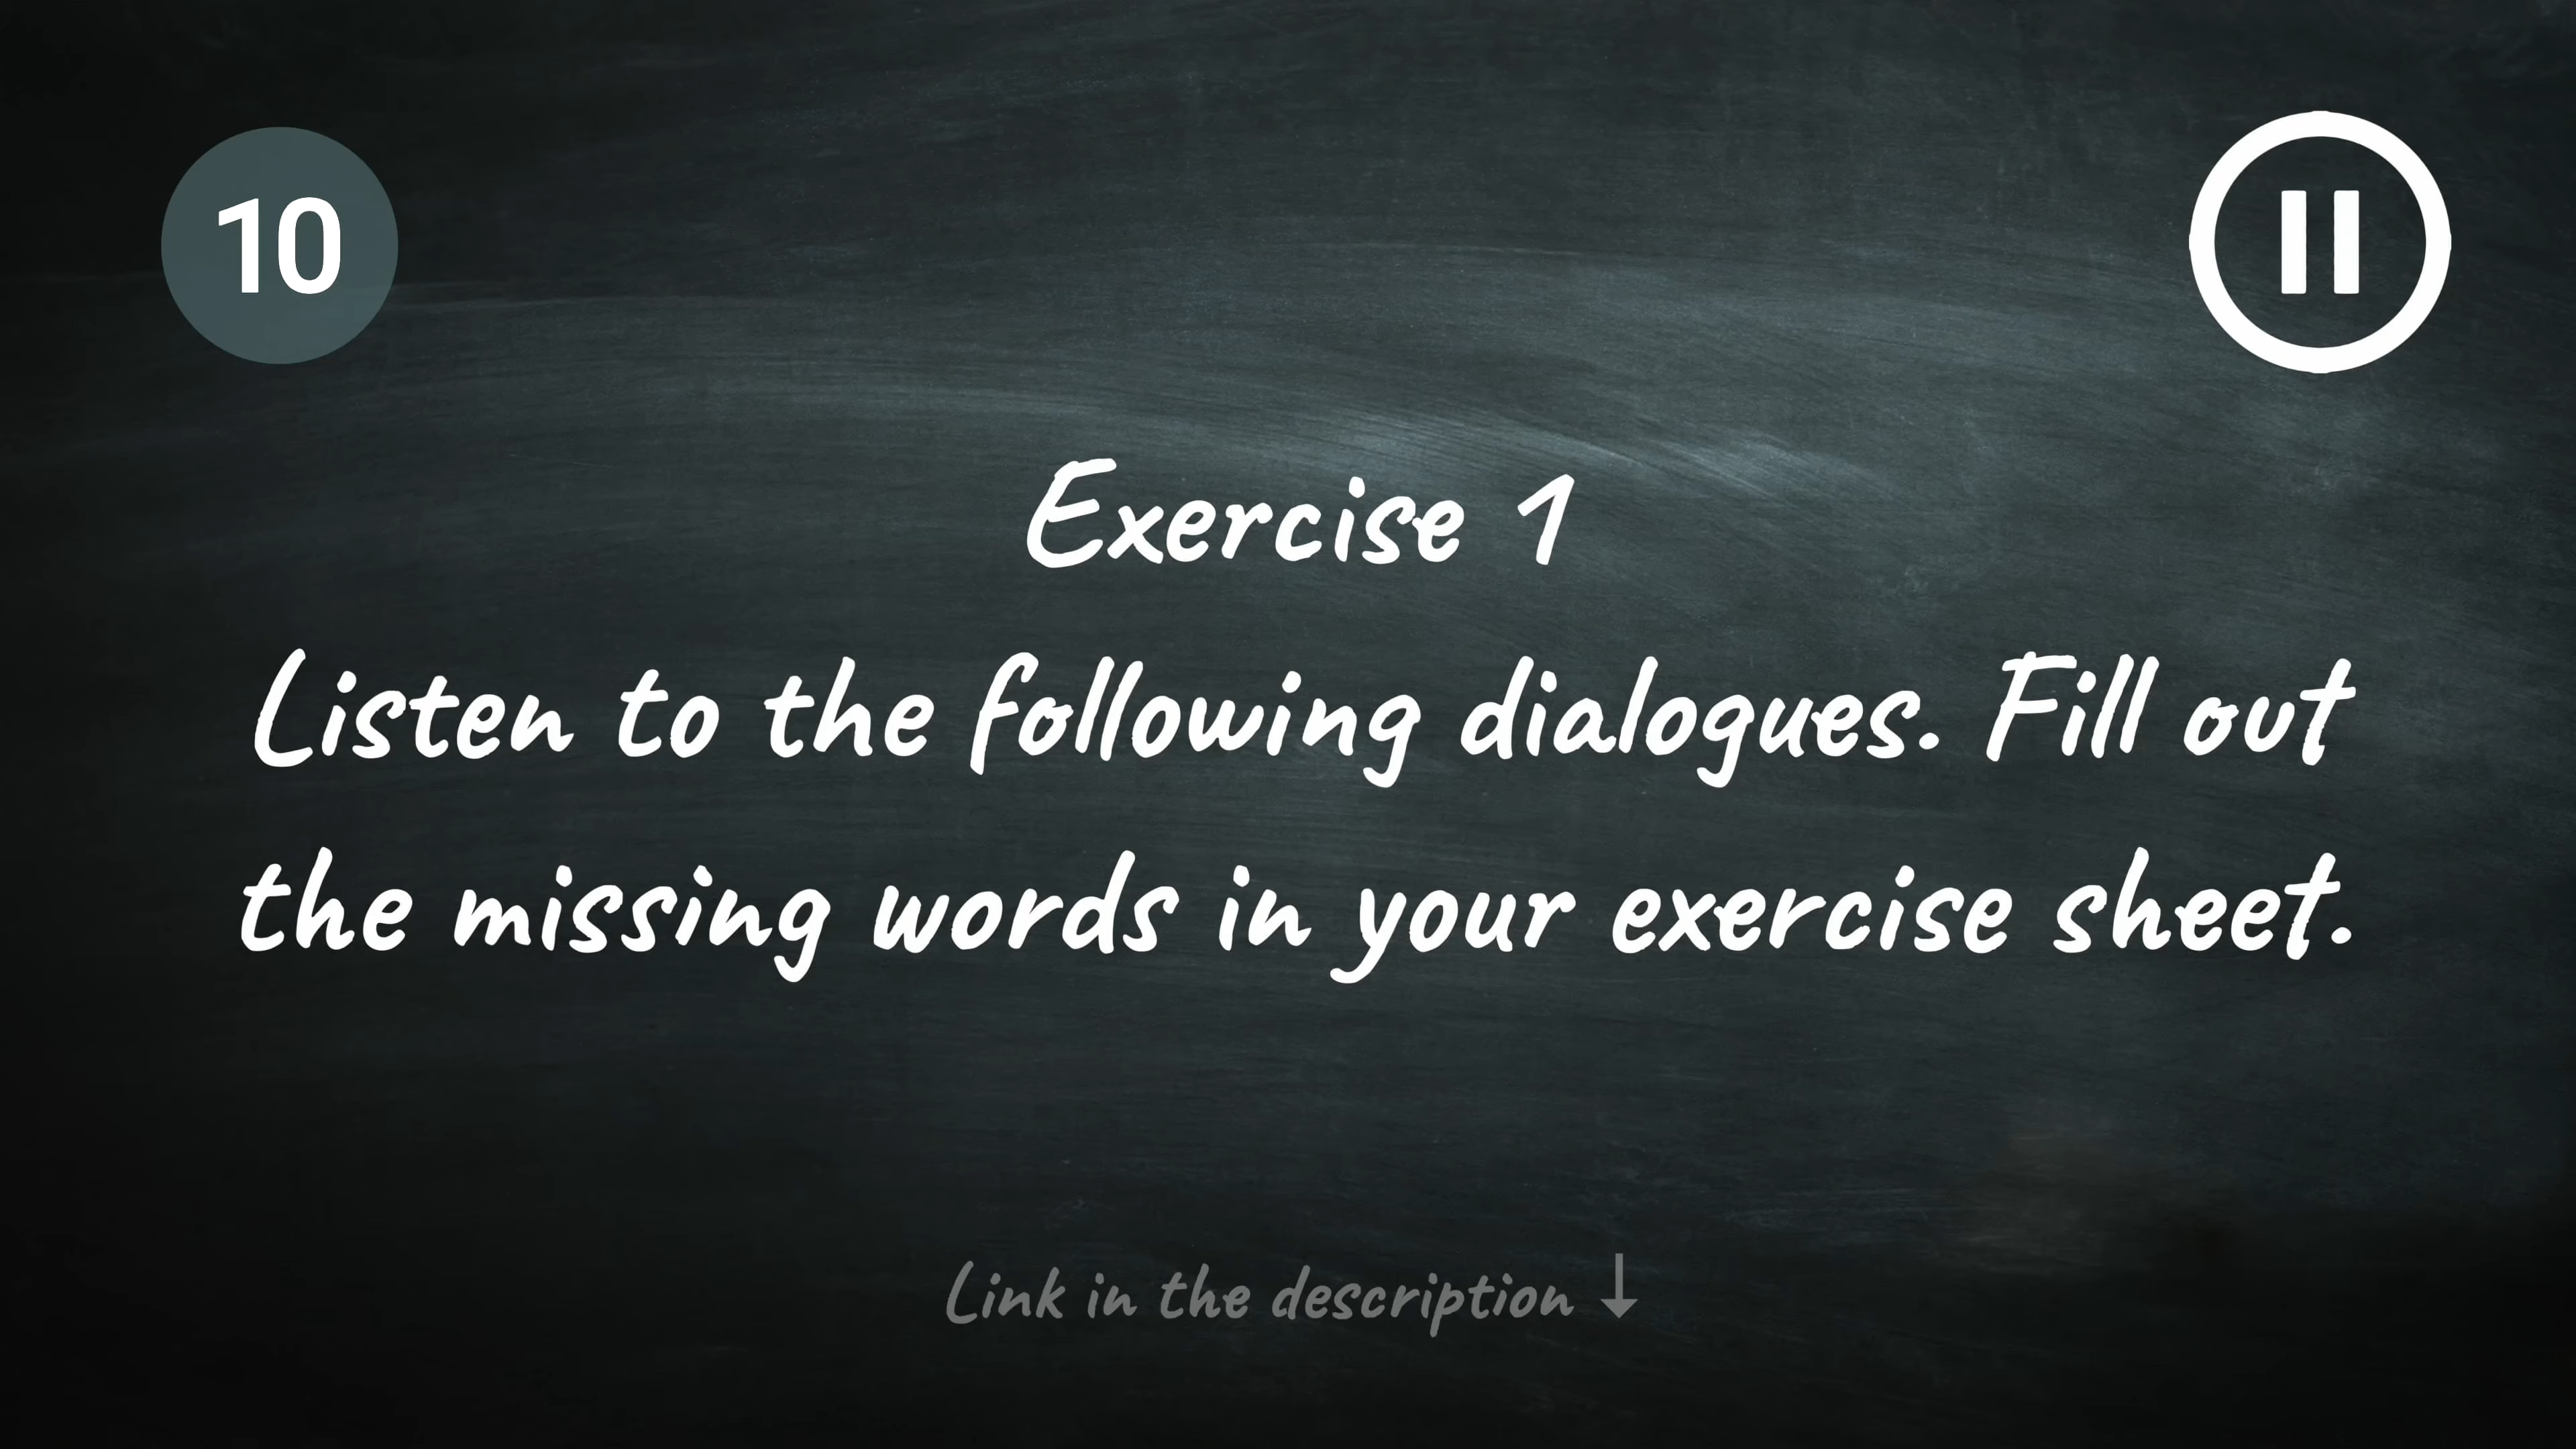 10
Exercise 1
Listen to the following dialogues. Fill out
the missing words in your exercise sheet.
Link in the description ↓